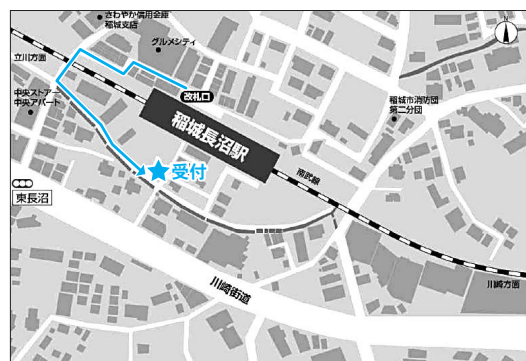 さわやか信用金庫
稲城支店
グルメシティ
N
立川方面
中央ストアー
中央アパート
改札口
稲城市消防団
第二分団
稲城長沼駅
受付
南武線
東長沼
川崎街道
川崎方面